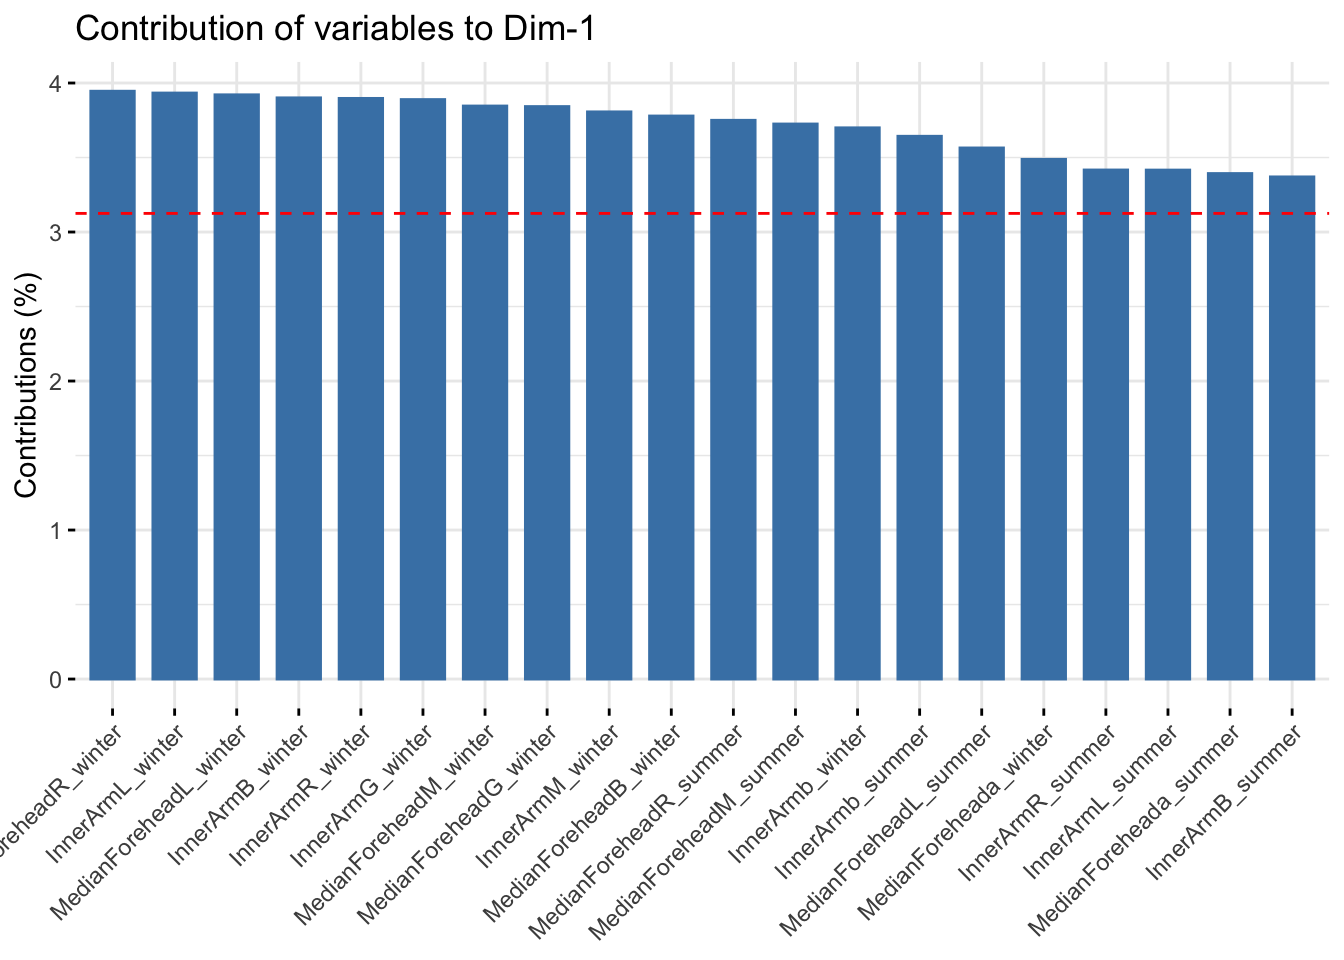 Contribution of variables to Dim-1
Contributions (%)
4
3
2
1
0
oreheadR_winter
InnerArmL_winter
MedianForeheadL_winter
InnerArmB_winter
InnerArmR_winter
InnerArmG_winter
MedianForeheadM_winter
MedianForeheadG_winter
InnerArmM_winter
MedianForeheadB_winter
MedianForeheadR_summer
MedianForeheadM_summer
InnerArmb_winter
InnerArmb_summer
MedianForeheadL_summer
MedianForeheada_winter
InnerArmR_summer
InnerArmL_summer
MedianForeheada_summer
InnerArmB_summer